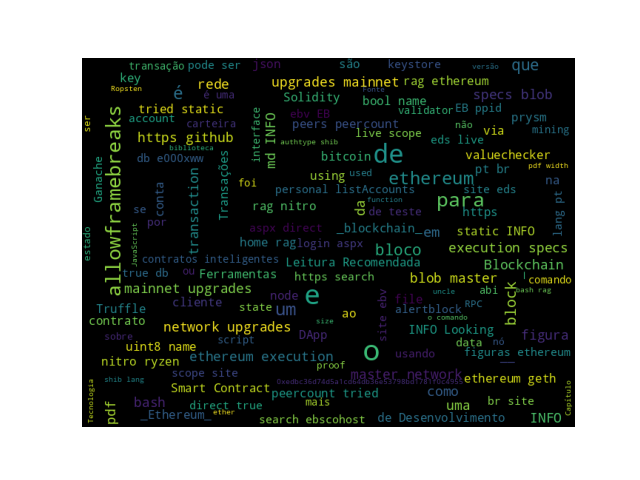 transação pode ser json são keystore versão que
key Ropsten é rede upgrades mainnet rag ethereum
é uma Solidity bool name Fonte specs blob
ser tried static account carteira ebv EB validator EB ppid prysm
https github interface md INFO peers peercount live scope não via mining
biblioteca authtype shib eds live
allowframebreaks Ganache db e000xww Transações bitcoin de valuechecker
transaction foi using used ethereum pt br pdf width na
conta personal listAccounts site eds
se rag nitro da function para https lang pt
por de teste
estado JavaScript aspx direct _blockchain_ em static INFO
home rag login aspx bloco execution specs
contratos inteligentes Leitura Recomendada Blockchain
true db ou Ferramentas https search blob master comando
mainnet upgrades node e uncle abi bash rag
cliente site ebv file block
Truffle state um ao alertblock RPC
contrato size o comando
network upgrades INFO Looking figura
sobre script DApp data nó
uint8 name o usando figuras ethereum
nitro ryzen ethereum execution proof
scope site master network
shib lang ethereum geth
Tecnologia Smart Contract peercount tried como Capítulo
pdf bash direct true mais uma br site
_Ethereum_ ether search ebscohost de Desenvolvimento INFO